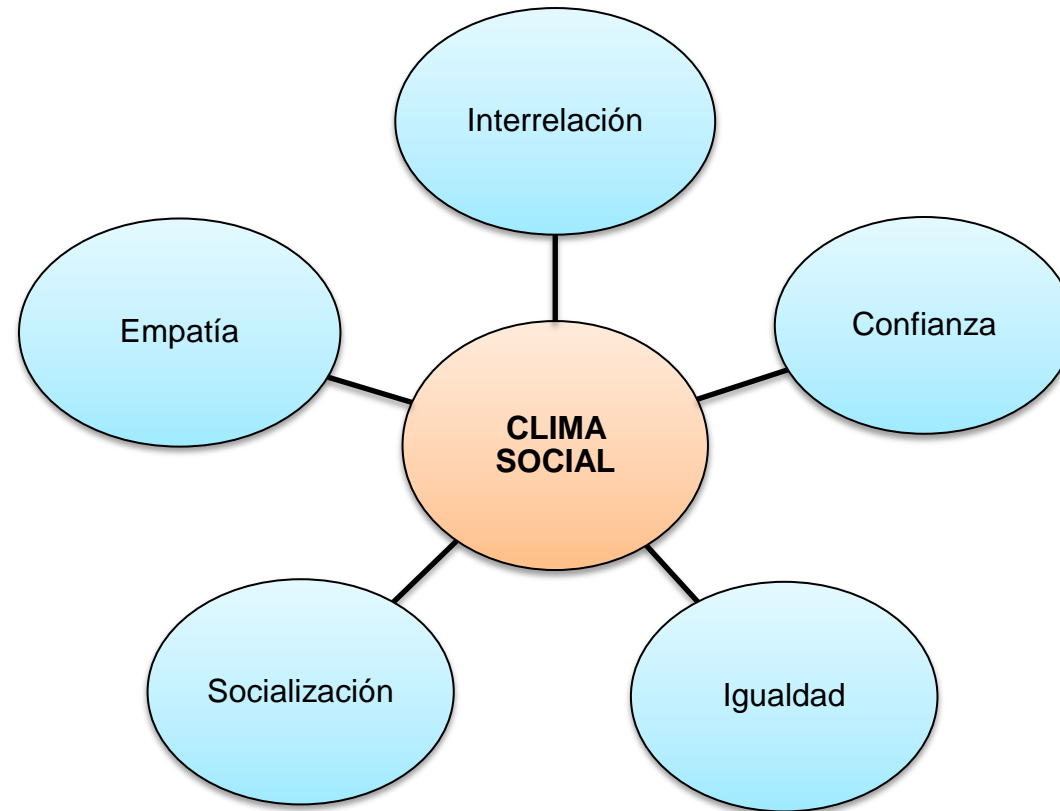 Interrelación
Confianza
Empatía
CLIMA
SOCIAL
Socialización
Igualdad